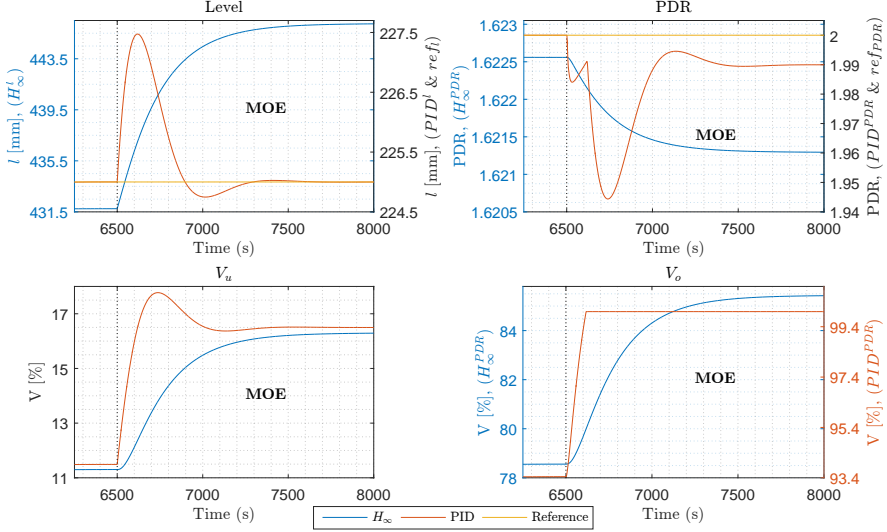 Level
PDR
443.5
439.5
435.5
431.5
l [mm], (H∞^l)
227.5
226.5
225.0
224.5
l [mm], (PID^l & ref_l)
MOE
6500
7000
7500
8000
Time (s)
1.623
1.6225
1.622
1.6215
1.621
1.6205
PDR, (H∞^PDR)
2
1.99
1.98
1.97
1.96
1.95
1.94
PDR, (PID^PDR & ref_PDR)
MOE
6500
7000
7500
8000
Time (s)
V_u
V_o
17
15
13
11
V [%]
MOE
6500
7000
7500
8000
Time (s)
84
82
80
78
V [%], (H∞^PDR)
99.4
97.4
95.4
93.4
V [%], (PID^PDR)
MOE
6500
7000
7500
8000
Time (s)
H∞
PID
Reference